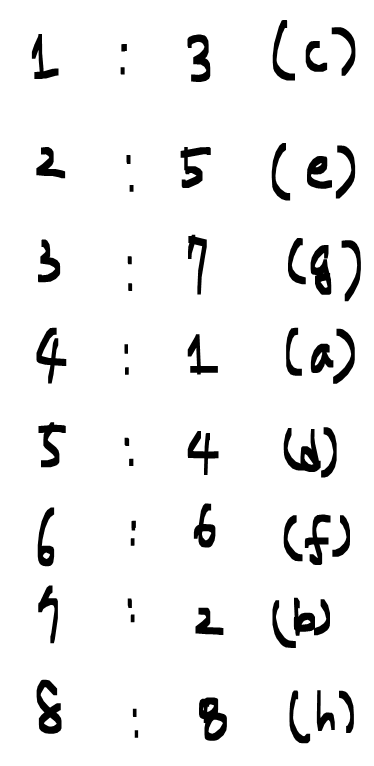 1 : 3 (c)
2 : 5 (e)
3 : 7 (g)
4 : 1 (a)
5 : 4 (d)
6 : 6 (f)
7 : 2 (b)
8 : 8 (h)